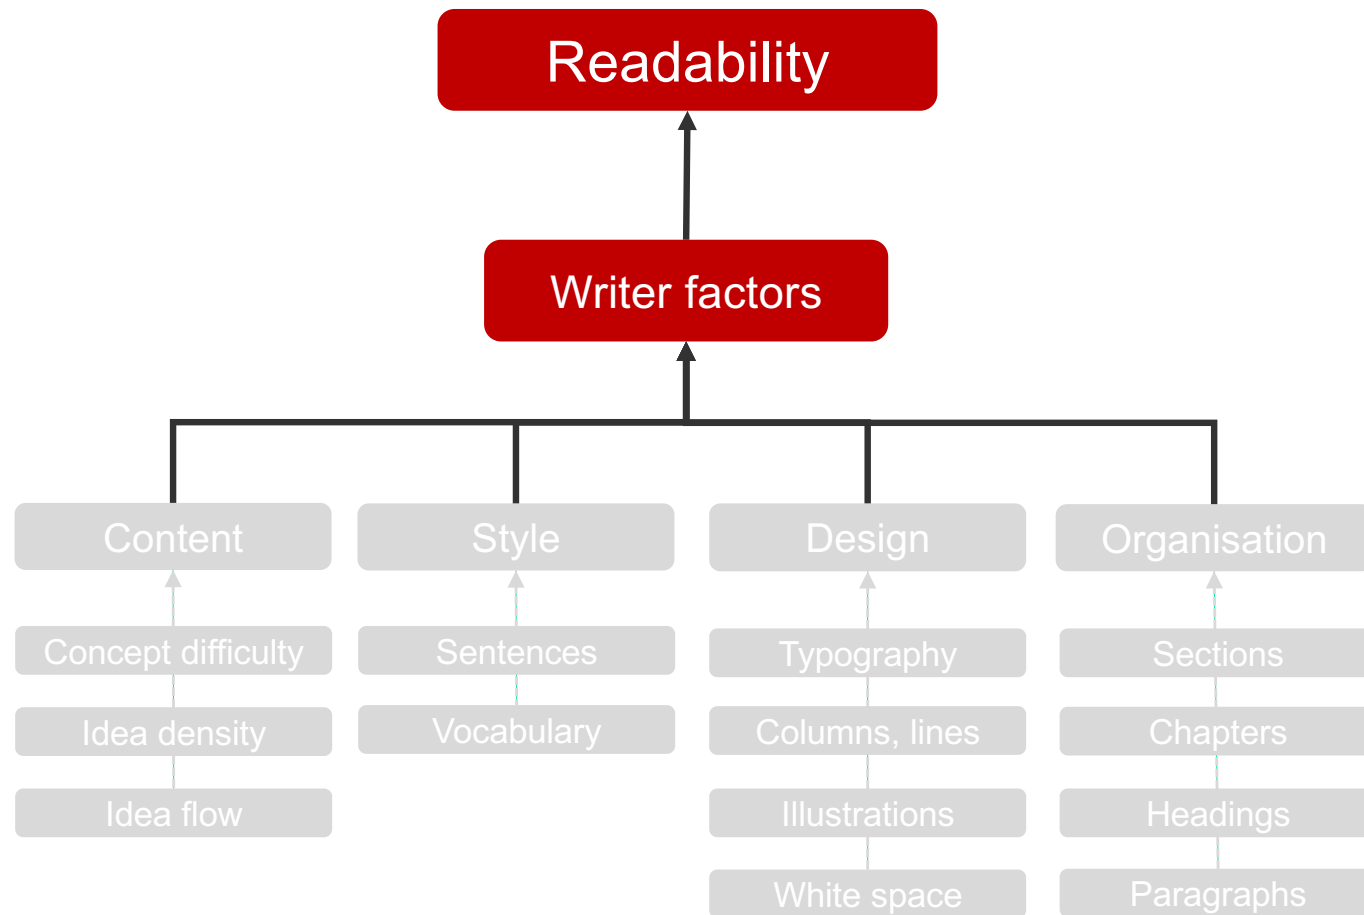 Readability
Writer factors
Content
Style
Design
Organisation
Concept difficulty
Sentences
Typography
Sections
Idea density
Vocabulary
Columns, lines
Chapters
Idea flow
Illustrations
Headings
White space
Paragraphs